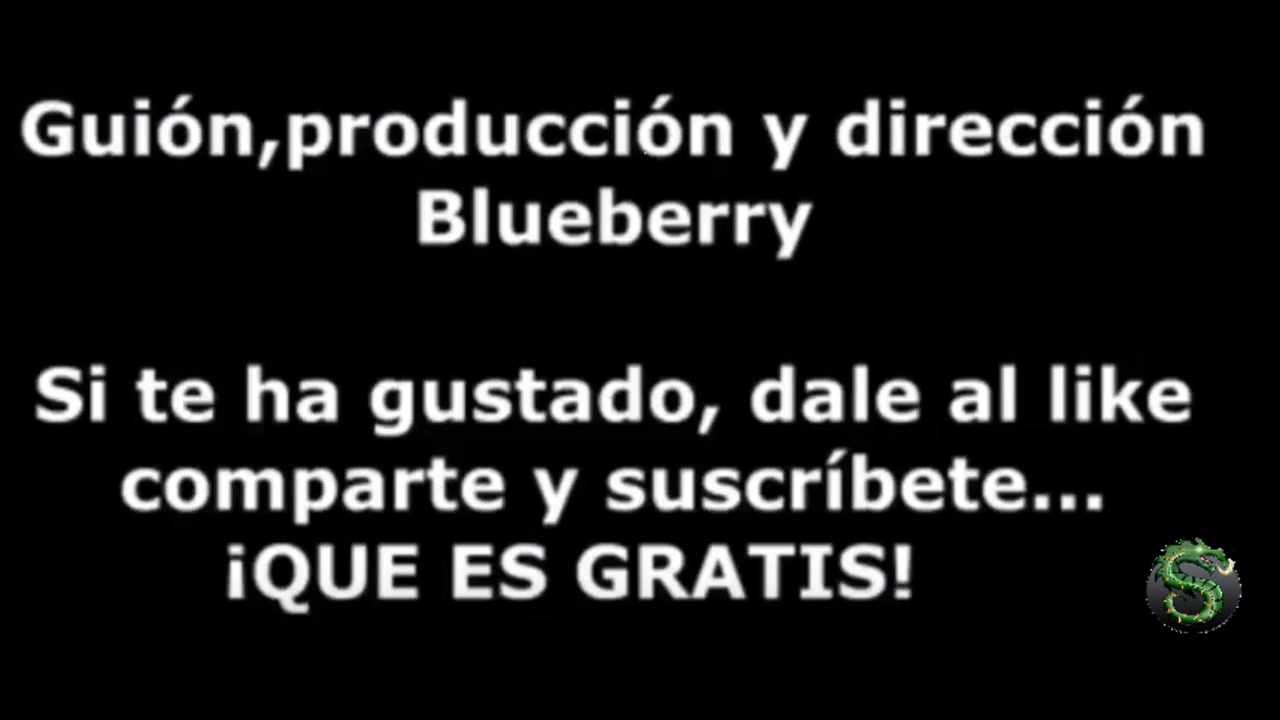 Guión,producción y dirección
Blueberry
Si te ha gustado, dale al like
comparte y suscríbete...
¡QUE ES GRATIS!